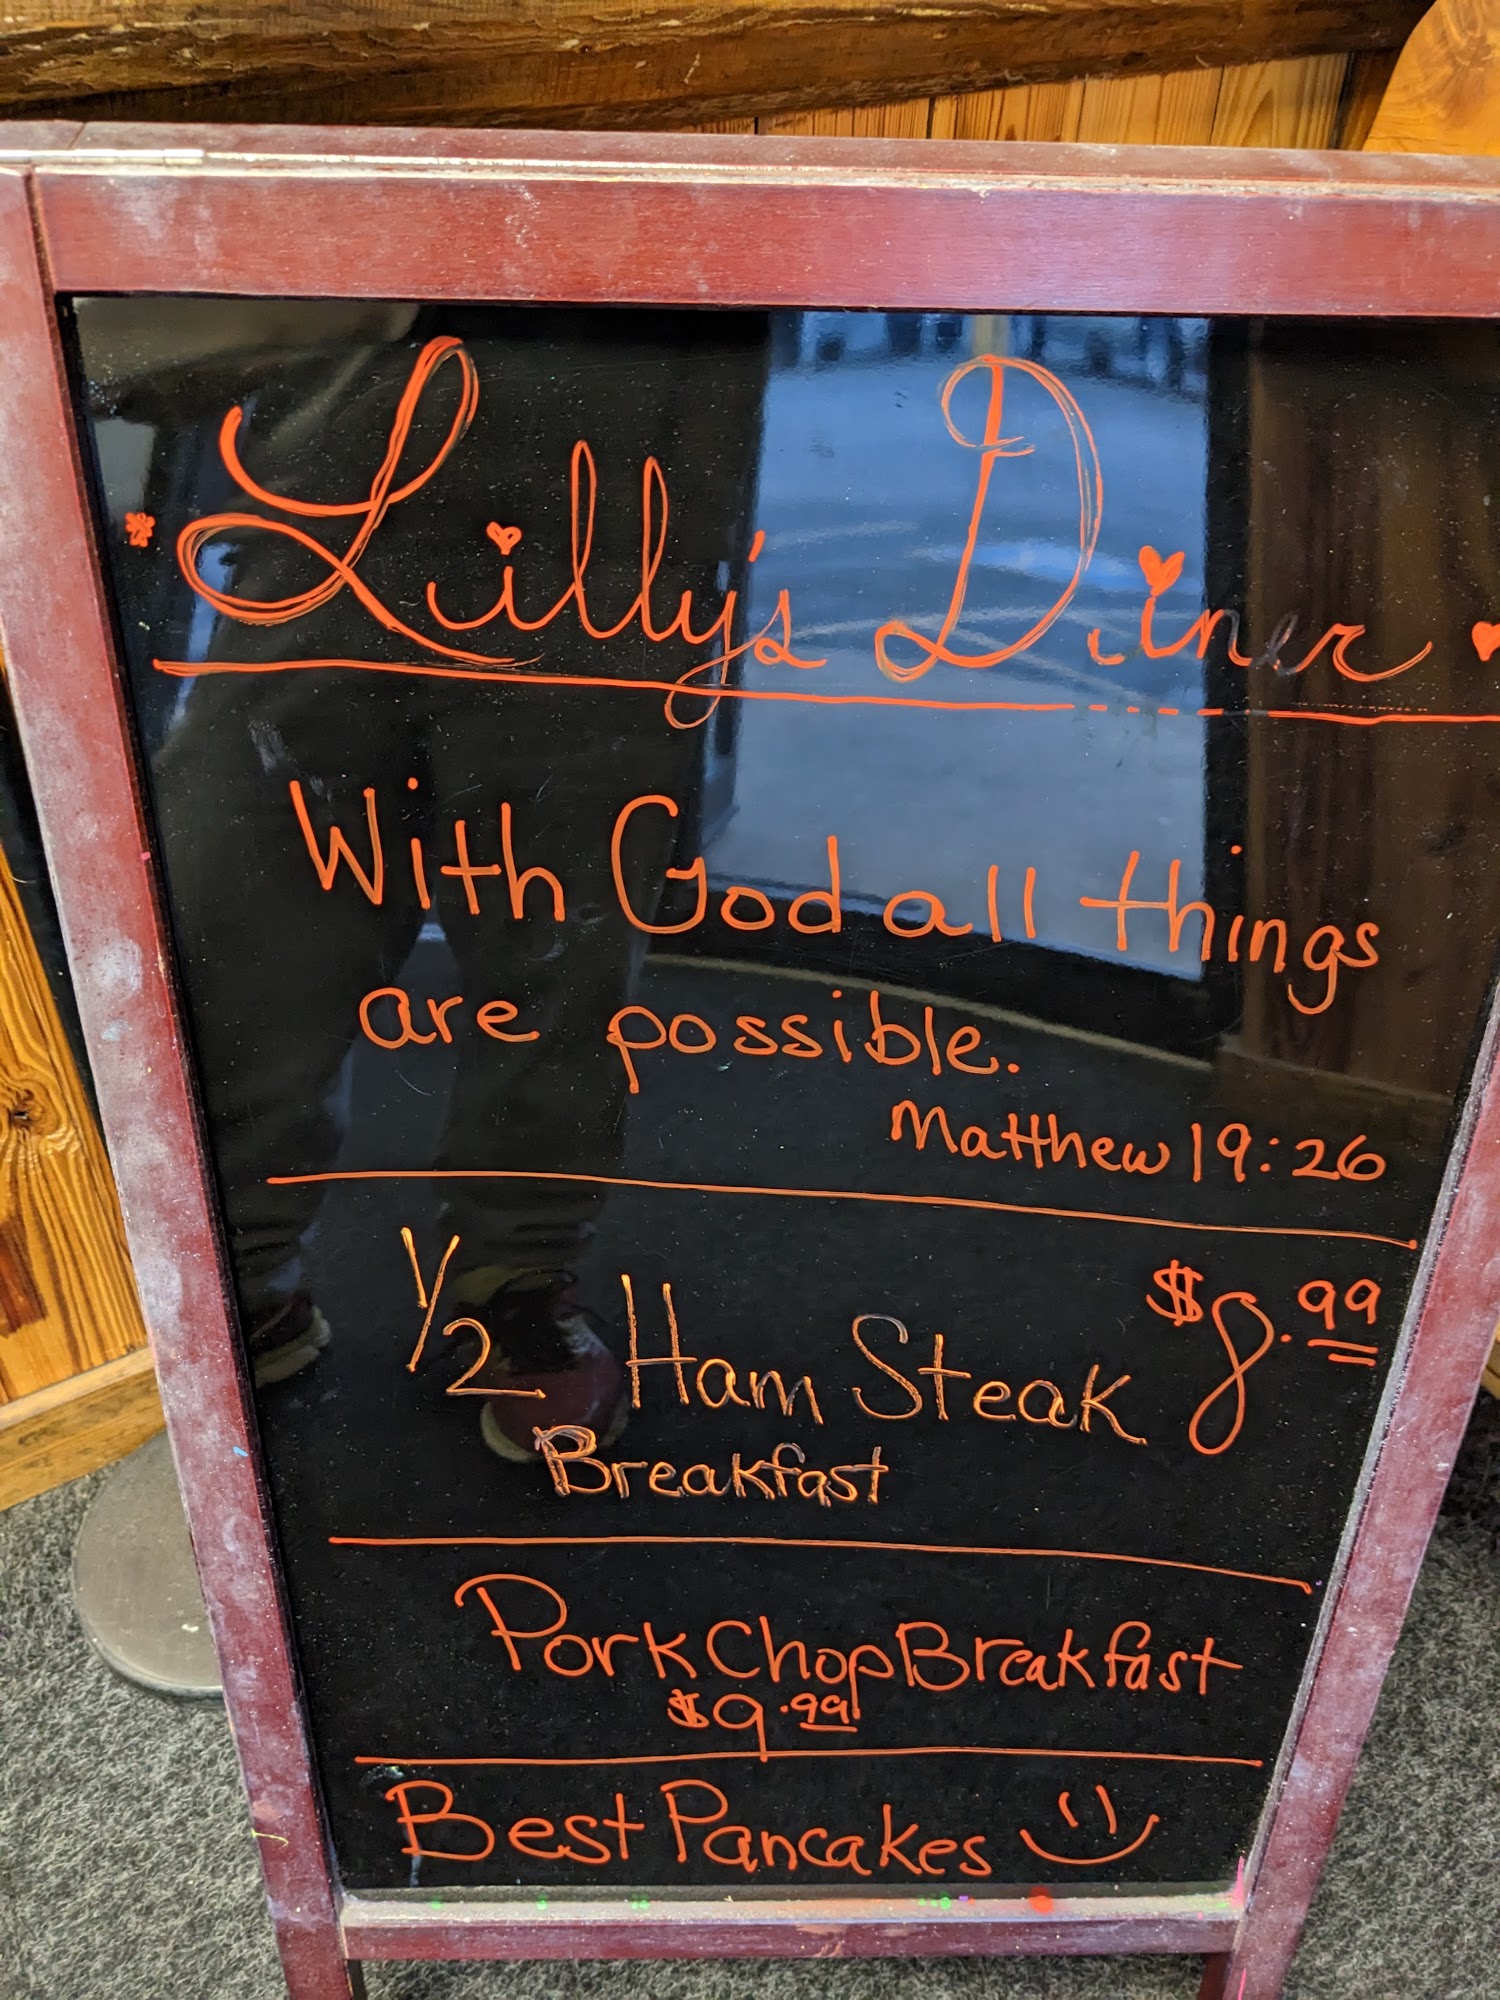 Lilly's Diner
With God all things
are possible.
Matthew 19:26
1/2 Ham Steak $8.99
Breakfast
Pork Chop Breakfast
$9.99
Best Pancakes